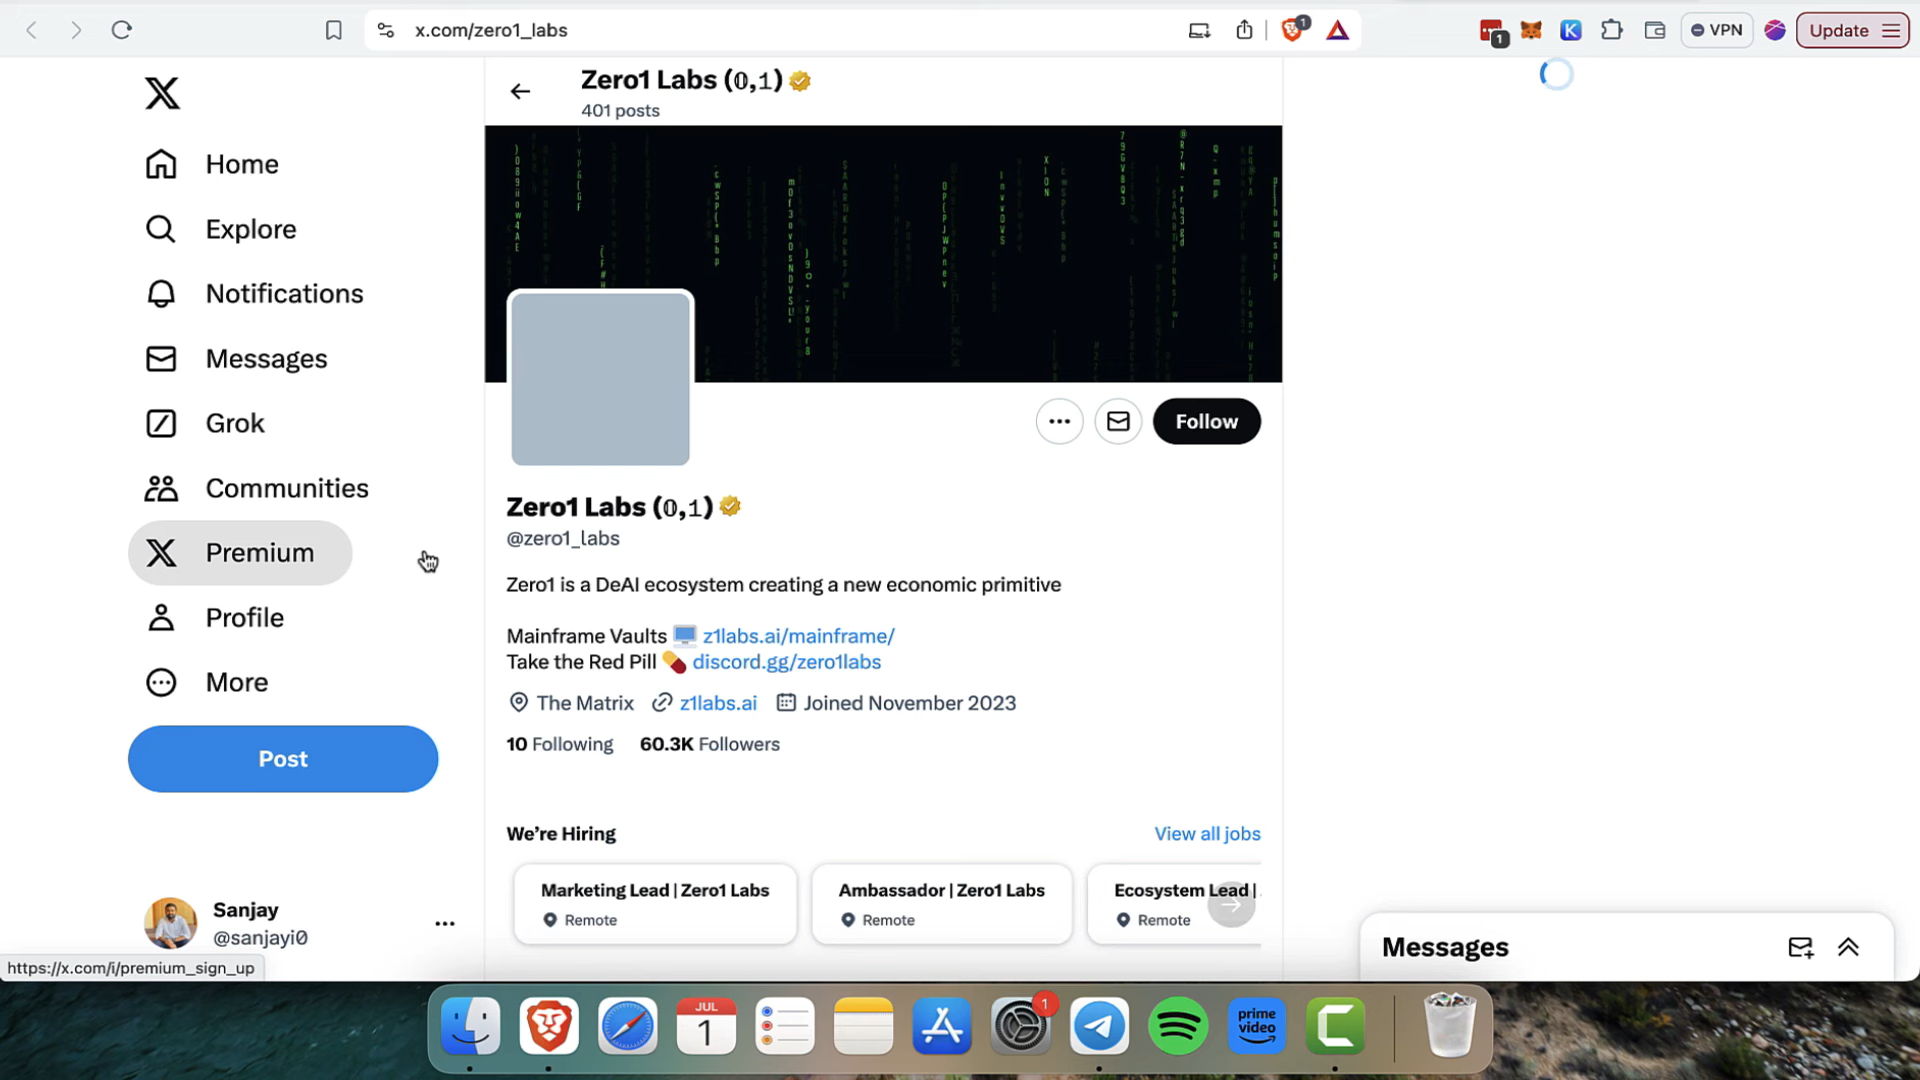 x.com/zero1_labs
1
1
VPN
Update
Zero1 Labs (0,1)
401 posts
Home
Explore
Notifications
Messages
Grok
Communities
Premium
Profile
More
Post
Sanjay
@sanjayi0
https://x.com/i/premium_sign_up
Follow
Zero1 Labs (0,1)
@zero1_labs
Zero1 is a DeAI ecosystem creating a new economic primitive
Mainframe Vaults z1labs.ai/mainframe/
Take the Red Pill discord.gg/zero1labs
The Matrix z1labs.ai Joined November 2023
10 Following 60.3K Followers
We're Hiring View all jobs
Marketing Lead | Zero1 Labs
Remote
Ambassador | Zero1 Labs
Remote
Ecosystem Lead |
Remote
Messages
JUL
1
1
prime
video